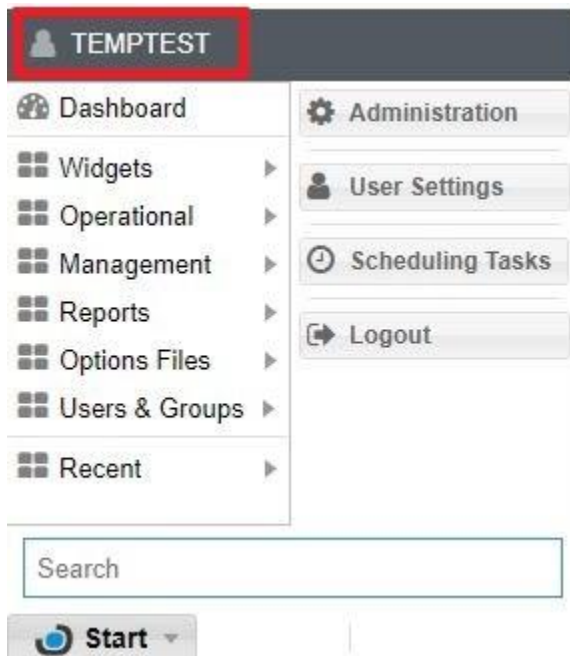 TEMPTEST
Dashboard
Widgets
Operational
Management
Reports
Options Files
Users & Groups
Recent
Administration
User Settings
Scheduling Tasks
Logout
Search
Start